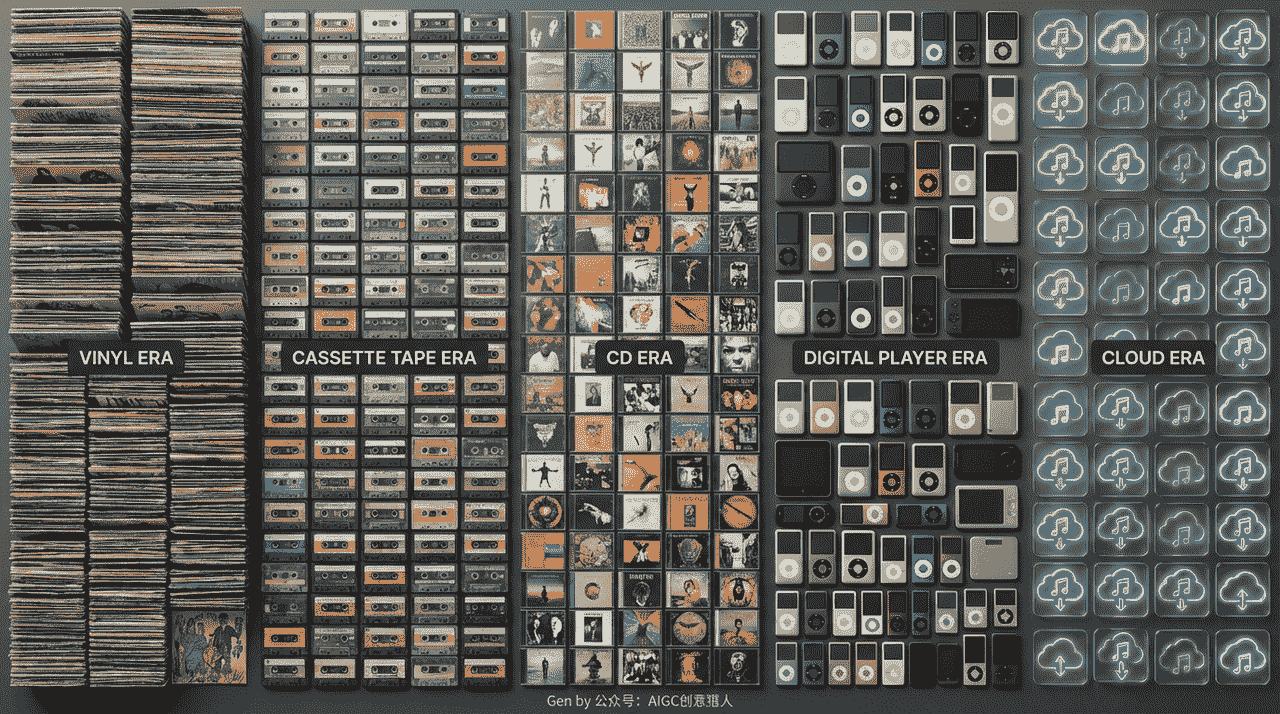 VINYL ERA
CASSETTE TAPE ERA
CD ERA
DIGITAL PLAYER ERA
CLOUD ERA
Gen by 公众号：AIGC创意猎人